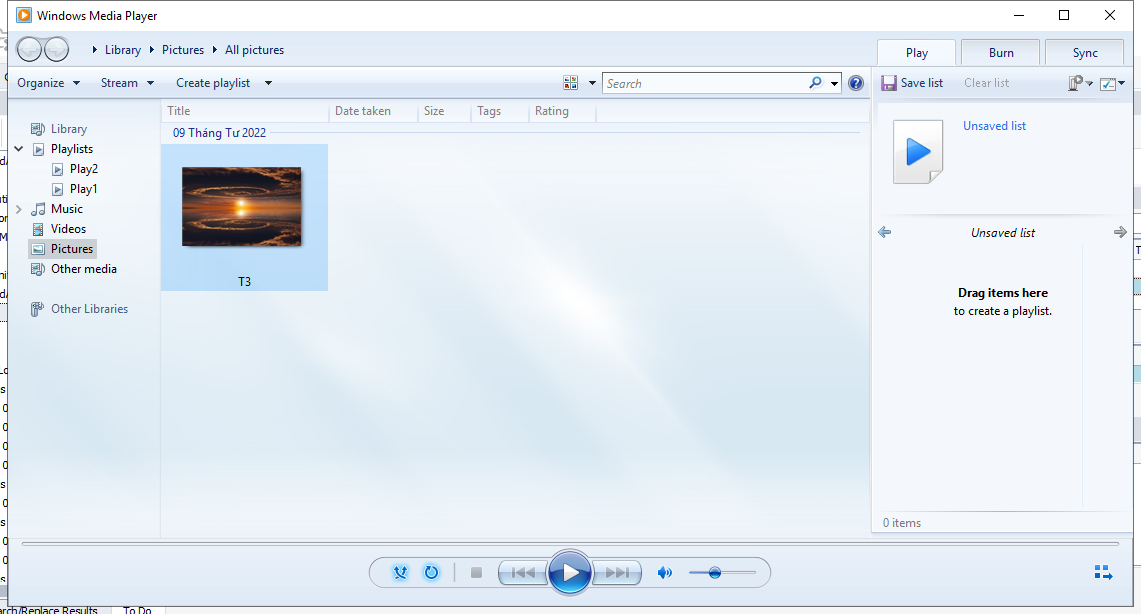 Windows Media Player
Library Pictures All pictures
Play Burn Sync
Organize Stream Create playlist
Search
Save list Clear list
Title Date taken Size Tags Rating
09 Tháng Tư 2022
Library
Playlists
Play2
Play1
Music
Videos
Pictures
Other media
Other Libraries
T3
Unsaved list
Unsaved list
Drag items here
to create a playlist.
0 items
arch/Replace Results To Do